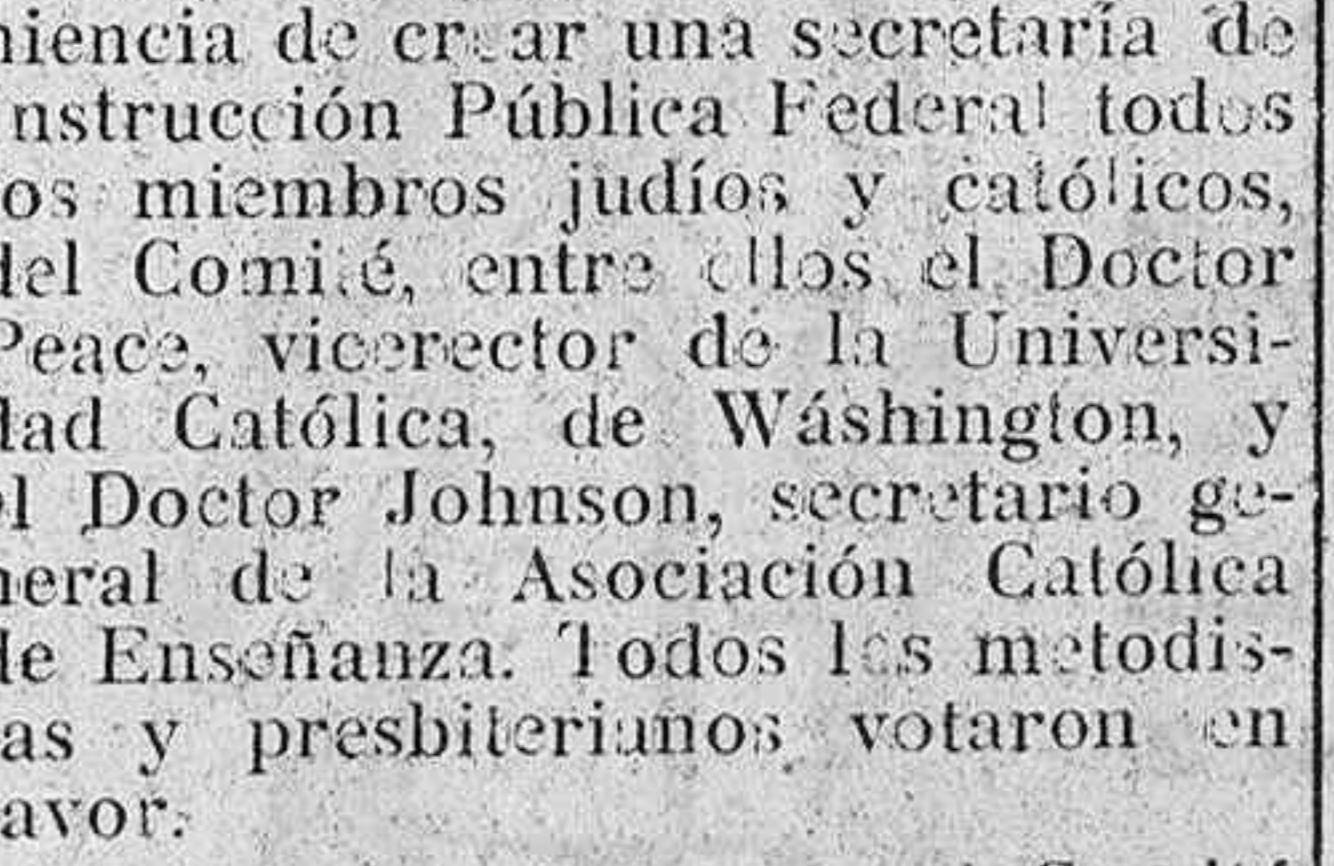 niencia de crear una secretaría de
nstrucción Pública Federal todos
os miembros judíos y católicos,
del Comité, entre ellos el Doctor
Peace, vicerector de la Universi-
dad Católica, de Wáshington, y
el Doctor Johnson, secretario ge-
neral de la Asociación Católica
de Enseñanza. Todos los metodis-
as y presbiterianos votaron en
avor.